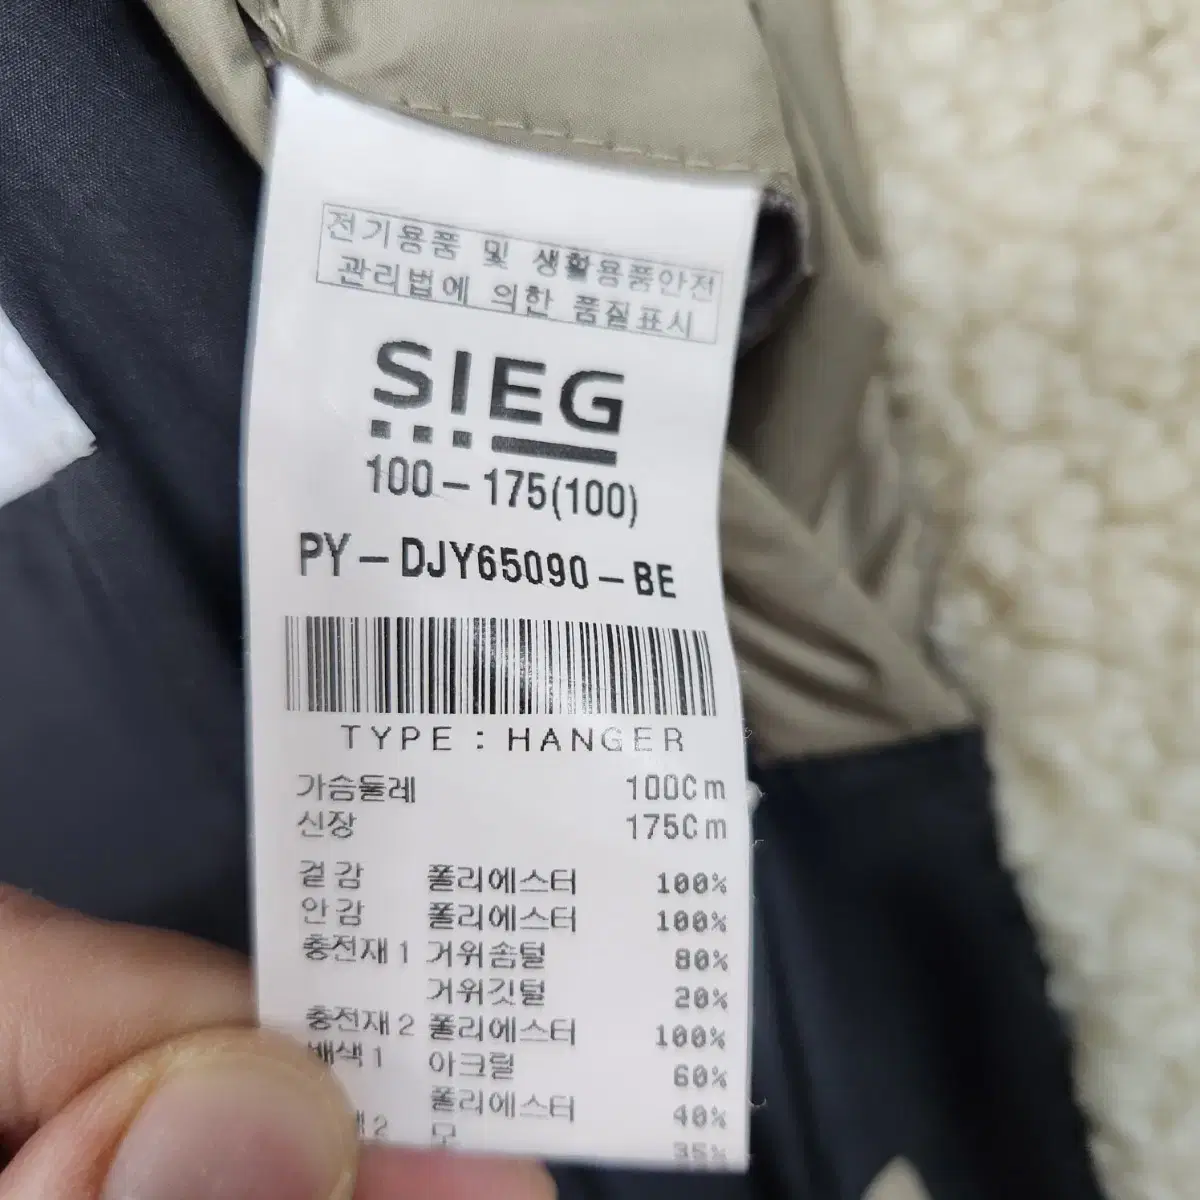 전기용품 및 생활용품안전
관리법에 의한 품질표시
SIEG
100-175(100)
PY-DJY65090-BE
TYPE : HANGER
가슴둘레 100Cm
신장 175Cm
겉감 폴리에스터 100%
안감 폴리에스터 100%
충전재1 거위솜털 80%
거위깃털 20%
충전재2 폴리에스터 100%
배색1 아크릴 60%
폴리에스터 40%
색2 모 35%